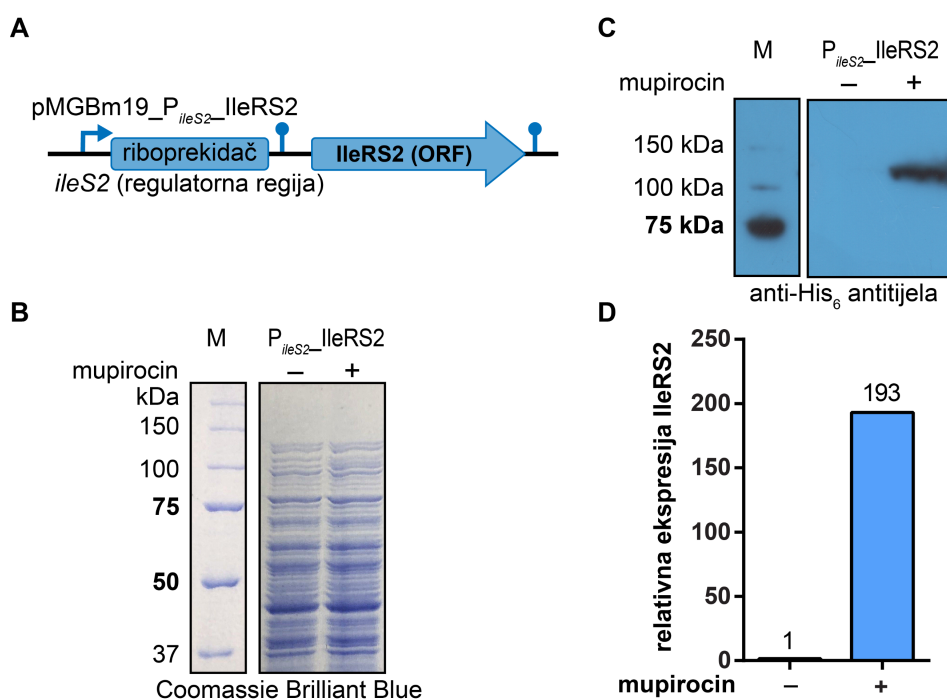 A
pMGBm19_PileS2_IleRS2
riboprekidač
IleRS2 (ORF)
ileS2 (regulatorna regija)
B
M PileS2_IleRS2
mupirocin – +
kDa
150
100
75
50
37
Coomassie Brilliant Blue
C
M PileS2_IleRS2
mupirocin – +
150 kDa
100 kDa
75 kDa
anti-His6 antitijela
D
relativna ekspresija IleRS2
250
200
150
100
50
0
1
193
mupirocin – +